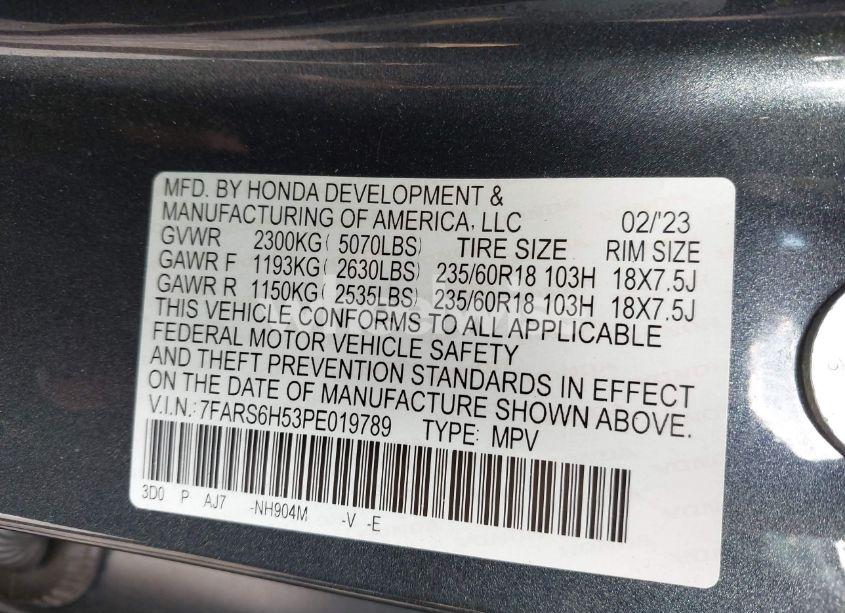 MFD. BY HONDA DEVELOPMENT &
MANUFACTURING OF AMERICA, LLC 02/'23
GVWR 2300KG( 5070LBS) TIRE SIZE RIM SIZE
GAWR F 1193KG( 2630LBS) 235/60R18 103H 18X7.5J
GAWR R 1150KG( 2535LBS) 235/60R18 103H 18X7.5J
THIS VEHICLE CONFORMS TO ALL APPLICABLE
FEDERAL MOTOR VEHICLE SAFETY
AND THEFT PREVENTION STANDARDS IN EFFECT
ON THE DATE OF MANUFACTURE SHOWN ABOVE.
V.I.N.: 7FARS6H53PE019789 TYPE: MPV
3D0 P AJ7 -NH904M -V -E